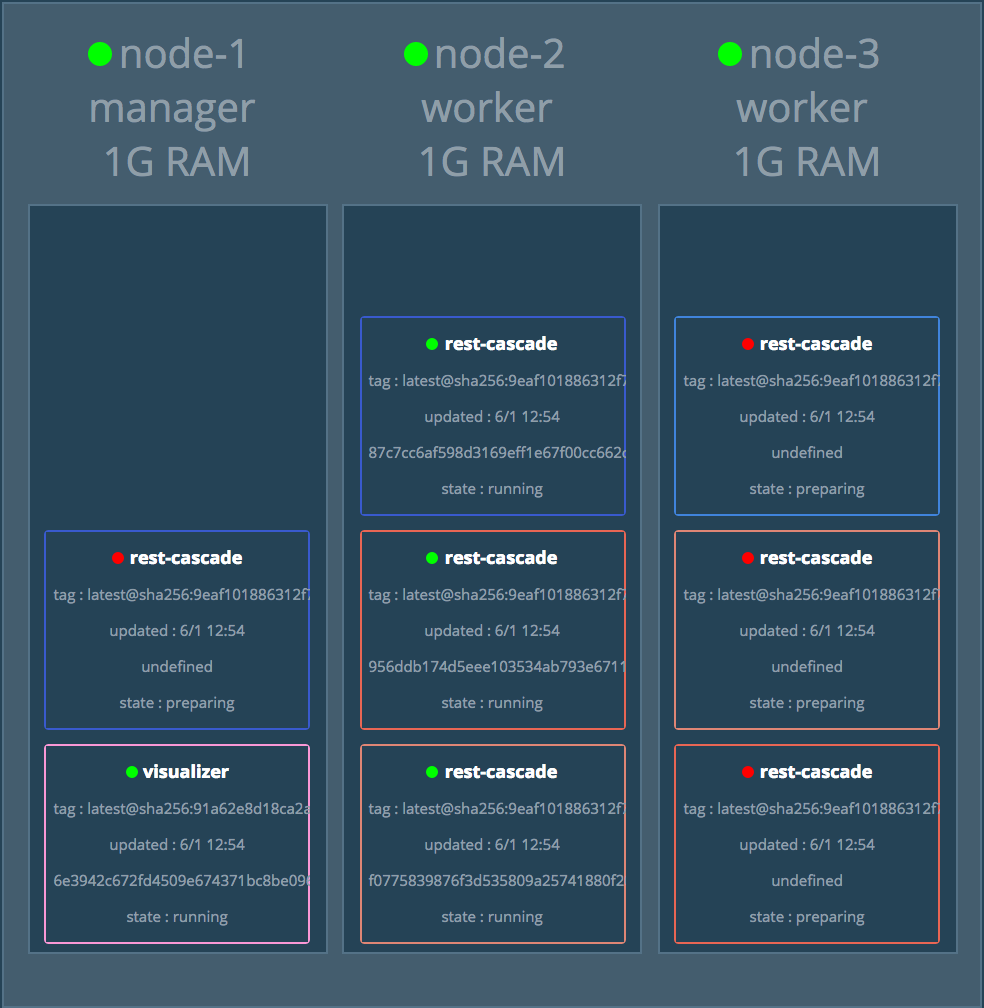 node-1
manager
1G RAM
rest-cascade
tag : latest@sha256:9eaf101886312f7
updated : 6/1 12:54
undefined
state : preparing
visualizer
tag : latest@sha256:91a62e8d18ca2a
updated : 6/1 12:54
6e3942c672fd4509e674371bc8be09
state : running
node-2
worker
1G RAM
rest-cascade
tag : latest@sha256:9eaf101886312f7
updated : 6/1 12:54
87c7cc6af598d3169eff1e67f00cc662
state : running
rest-cascade
tag : latest@sha256:9eaf101886312f7
updated : 6/1 12:54
956ddb174d5eee103534ab793e6711
state : running
rest-cascade
tag : latest@sha256:9eaf101886312f7
updated : 6/1 12:54
f0775839876f3d535809a25741880f2
state : running
node-3
worker
1G RAM
rest-cascade
tag : latest@sha256:9eaf101886312f
updated : 6/1 12:54
undefined
state : preparing
rest-cascade
tag : latest@sha256:9eaf101886312f
updated : 6/1 12:54
undefined
state : preparing
rest-cascade
tag : latest@sha256:9eaf101886312f
updated : 6/1 12:54
undefined
state : preparing